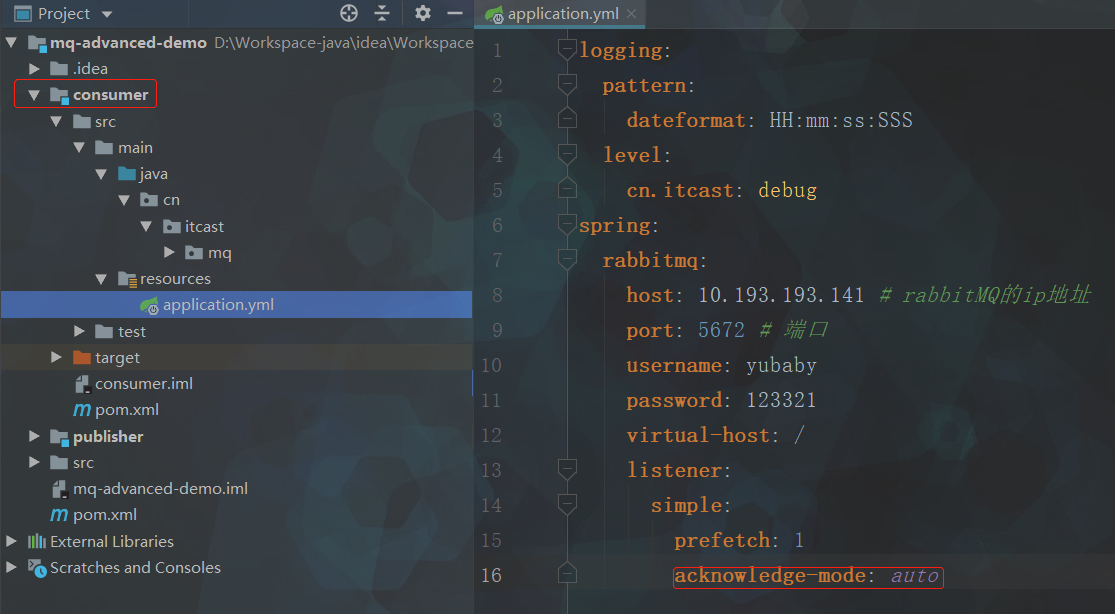 Project
mq-advanced-demo D:\Workspace-java\idea\Workspace
.idea
consumer
src
main
java
cn
itcast
mq
resources
application.yml
test
target
consumer.iml
pom.xml
publisher
src
mq-advanced-demo.iml
pom.xml
External Libraries
Scratches and Consoles
application.yml
1 logging:
2 pattern:
3 dateformat: HH:mm:ss:SSS
4 level:
5 cn.itcast: debug
6 spring:
7 rabbitmq:
8 host: 10.193.193.141 # rabbitMQ的ip地址
9 port: 5672 # 端口
10 username: yubaby
11 password: 123321
12 virtual-host: /
13 listener:
14 simple:
15 prefetch: 1
16 acknowledge-mode: auto